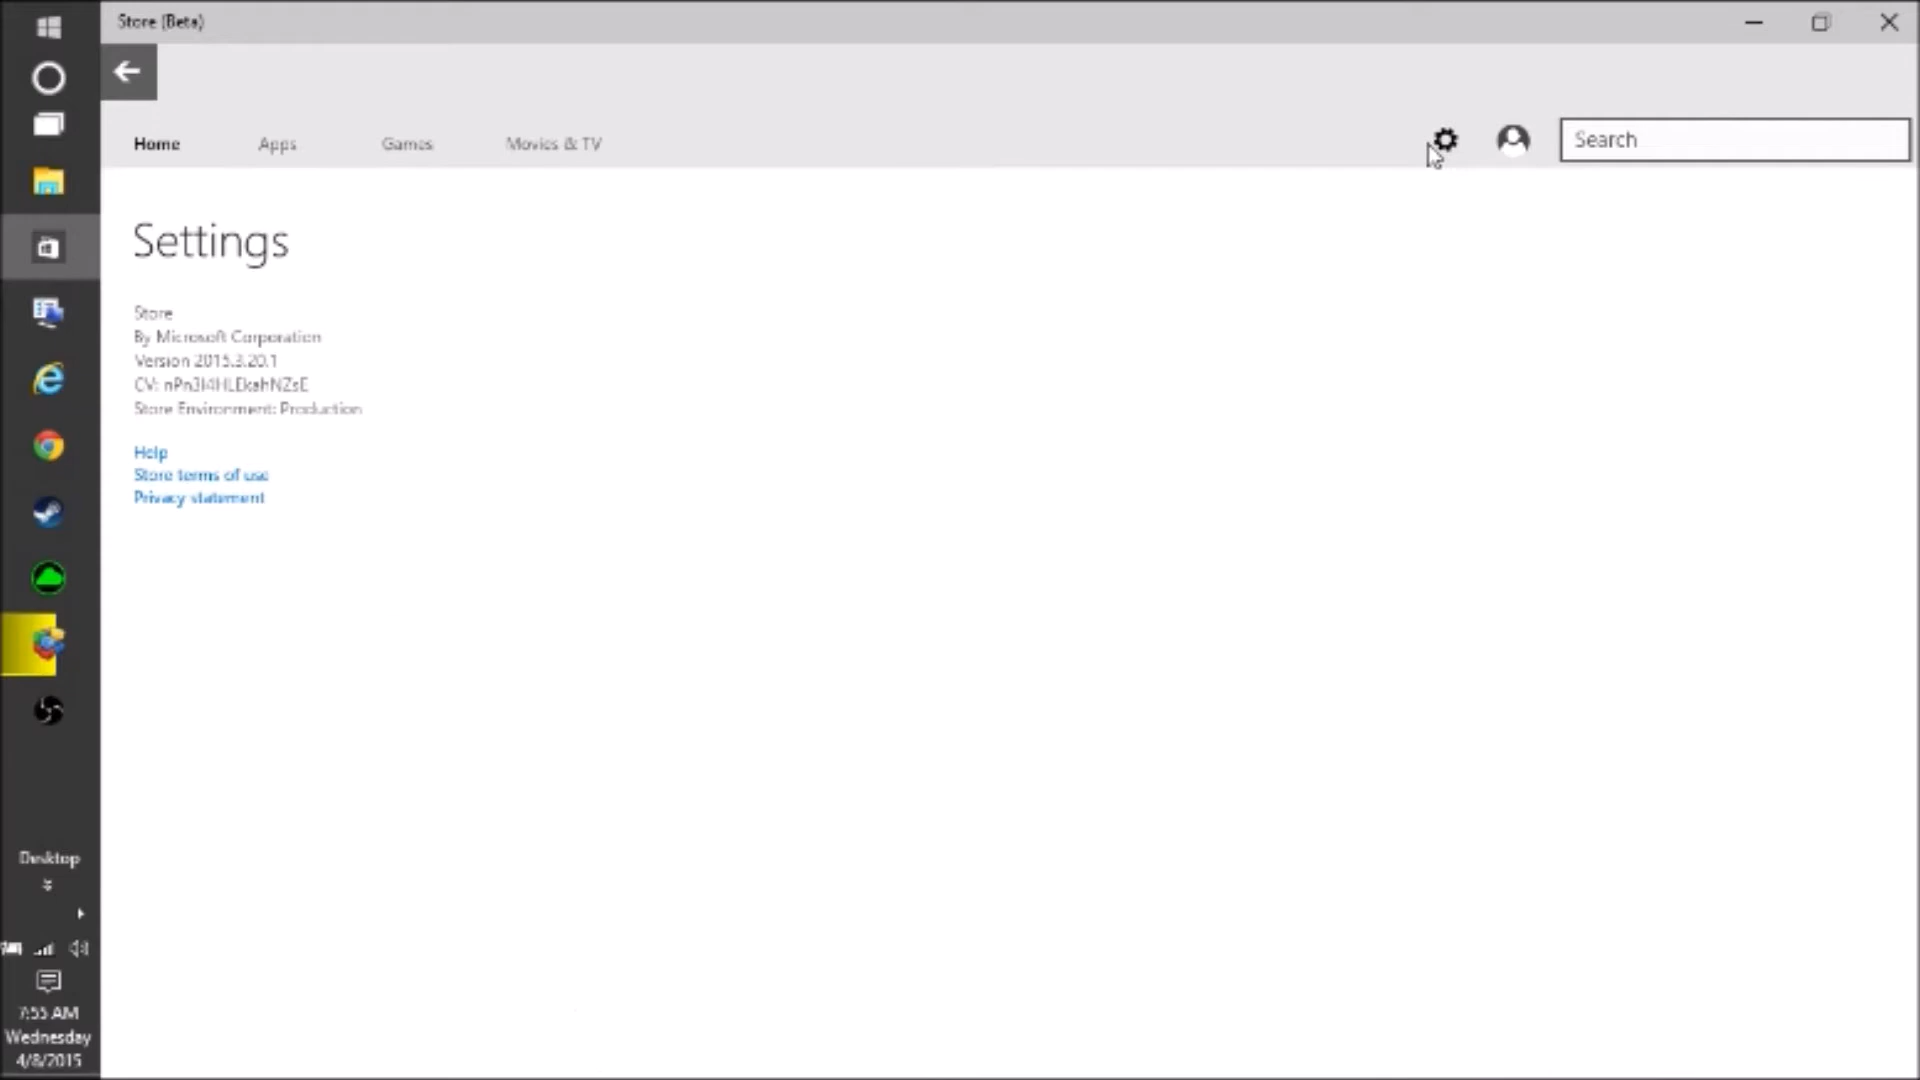 Store (Beta)
Home Apps Games Movies & TV Search
Settings
Store
By Microsoft Corporation
Version 2015.3.20.1
CV:
Store Environment: Production
Help
Store terms of use
Privacy statement
Desktop
7:55 AM
Wednesday
4/8/2015